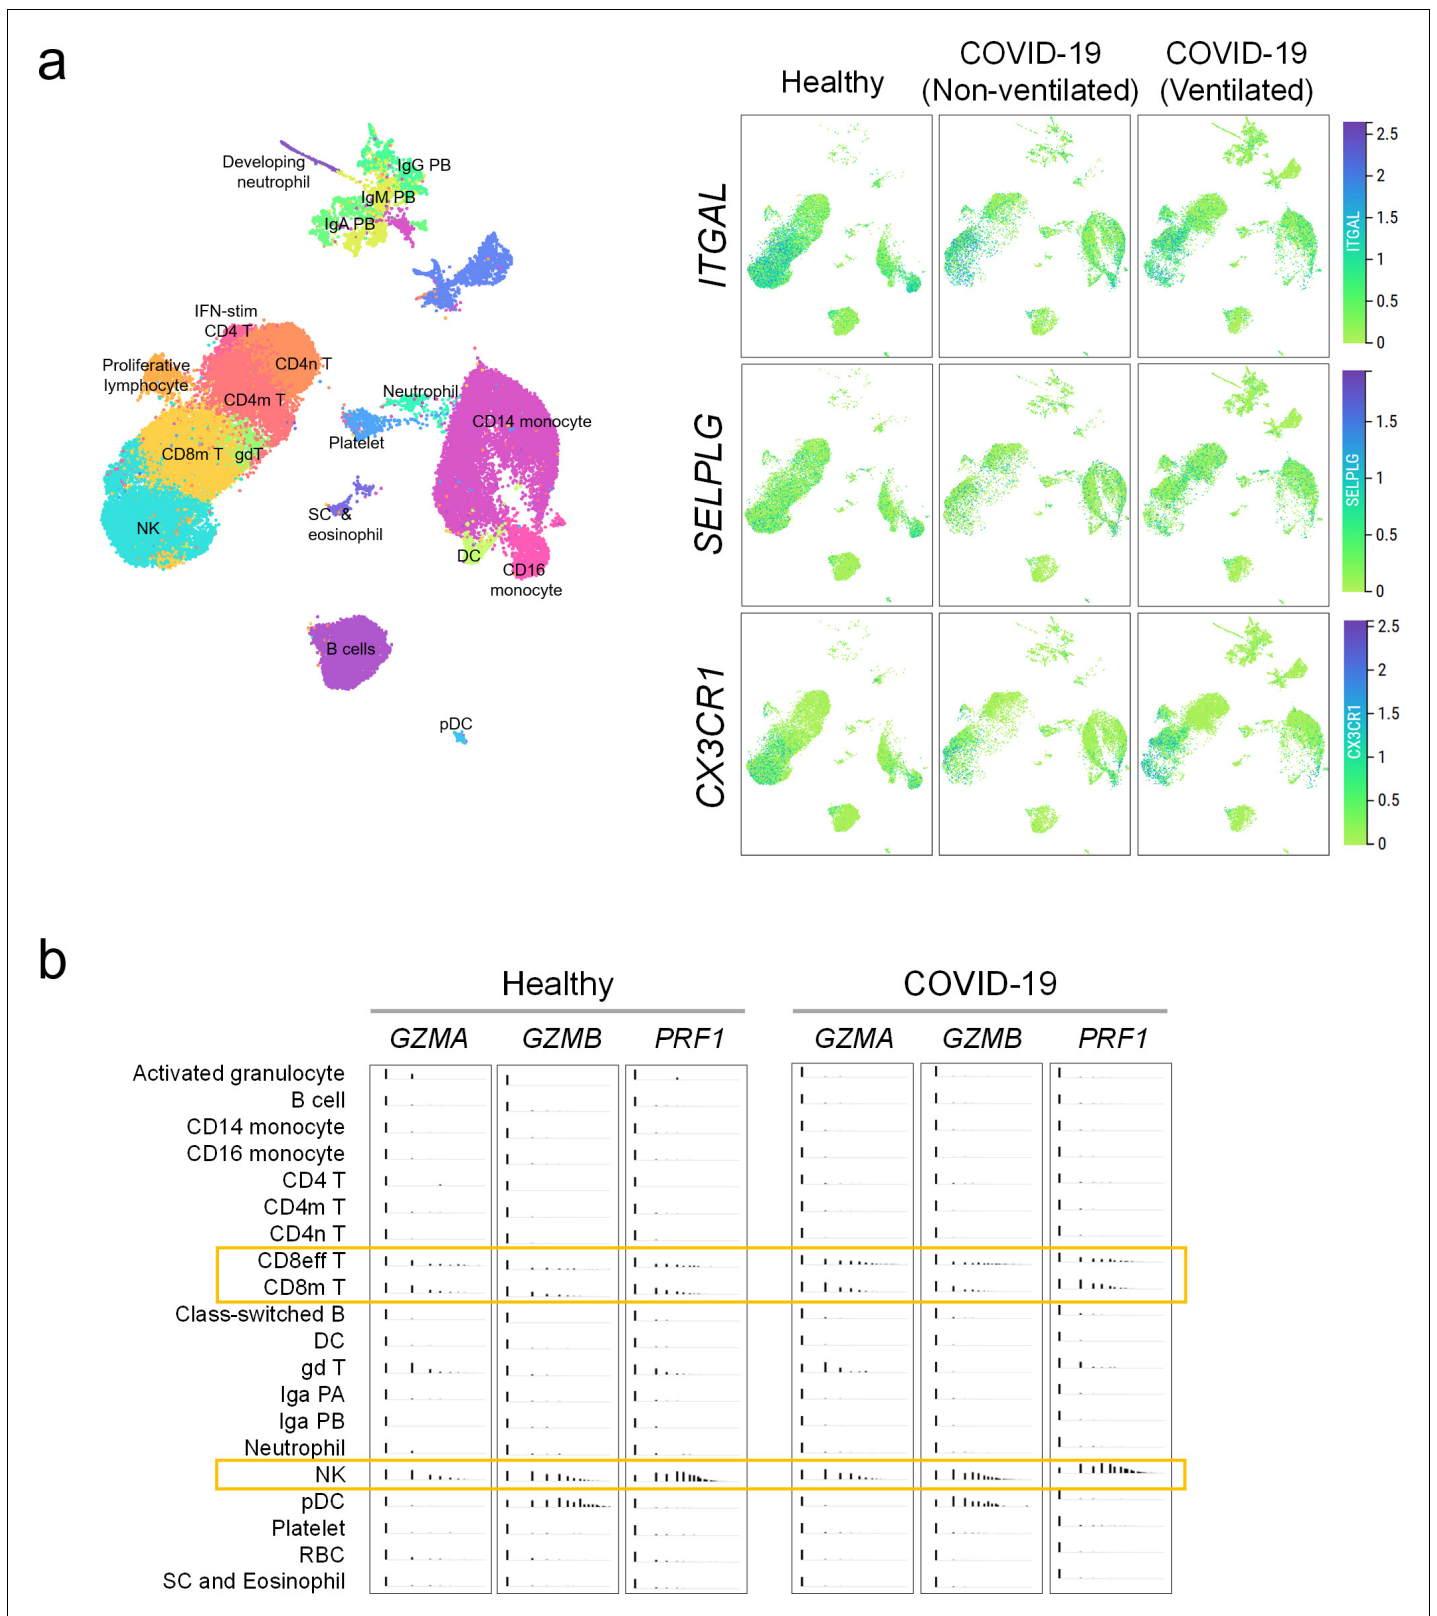 a
Healthy
COVID-19
(Non-ventilated)
COVID-19
(Ventilated)
Developing
neutrophil
IgG PB
IgM PB
IgA PB
IFN-stim
CD4 T
CD4n T
Proliferative
lymphocyte
CD4m T
CD8m T
gdT
NK
Neutrophil
Platelet
CD14 monocyte
SC &
eosinophil
DC
CD16
monocyte
B cells
pDC
ITGAL
2.5
2
1.5
1
0.5
0
ITGAL
SELPLG
1.5
1
0.5
0
SELPLG
CX3CR1
2.5
2
1.5
1
0.5
0
CX3CR1
b
Healthy
COVID-19
GZMA GZMB PRF1 GZMA GZMB PRF1
Activated granulocyte
B cell
CD14 monocyte
CD16 monocyte
CD4 T
CD4m T
CD4n T
CD8eff T
CD8m T
Class-switched B
DC
gd T
Iga PA
Iga PB
Neutrophil
NK
pDC
Platelet
RBC
SC and Eosinophil